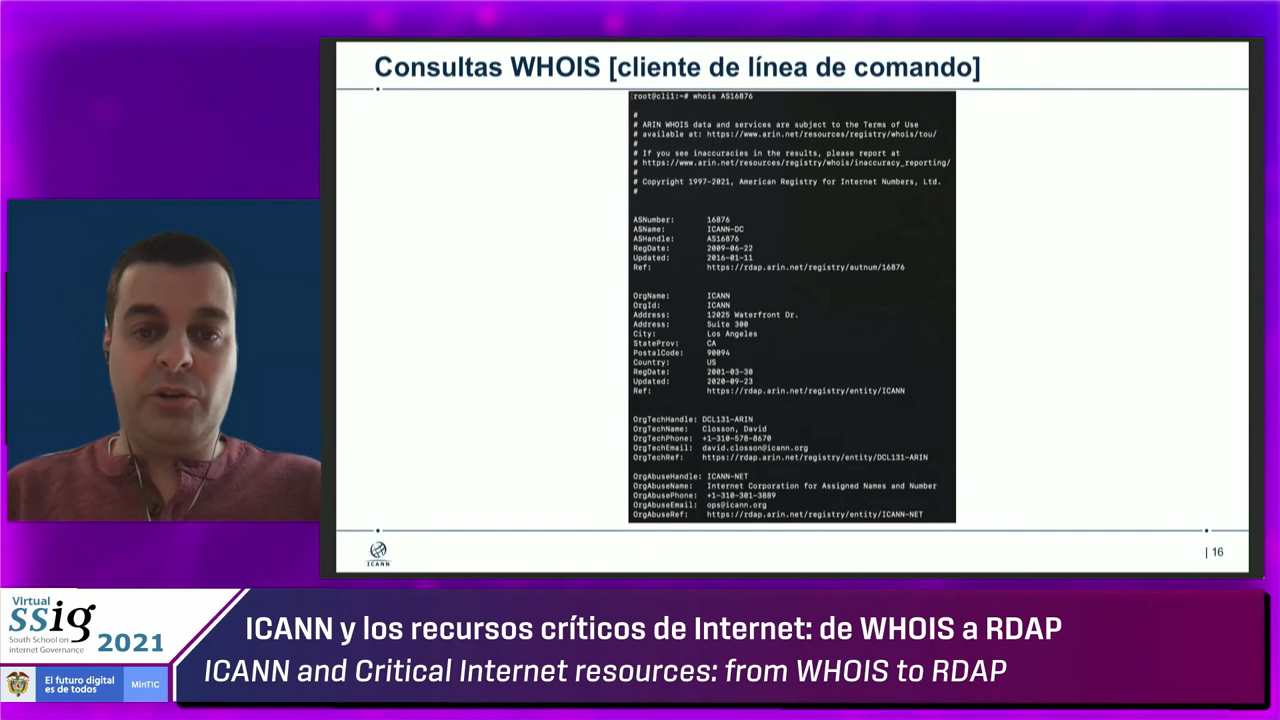 Consultas WHOIS [cliente de línea de comando]
root@cli1:~# whois AS16876
#
# ARIN WHOIS data and services are subject to the Terms of Use
# available at: https://www.arin.net/resources/registry/whois/tou/
#
# If you see inaccuracies in the results, please report at
# https://www.arin.net/resources/registry/whois/inaccuracy_reporting/
#
# Copyright 1997-2021, American Registry for Internet Numbers, Ltd.
#
ASNumber: 16876
ASName: ICANN-DC
ASHandle: AS16876
RegDate: 2009-06-22
Updated: 2016-01-11
Ref: https://rdap.arin.net/registry/autnum/16876
OrgName: ICANN
OrgId: ICANN
Address: 12025 Waterfront Dr.
Address: Suite 300
City: Los Angeles
StateProv: CA
PostalCode: 90094
Country: US
RegDate: 2001-03-30
Updated: 2020-09-23
Ref: https://rdap.arin.net/registry/entity/ICANN
OrgTechHandle: DCL131-ARIN
OrgTechName: Closson, David
OrgTechPhone: +1-310-578-8670
OrgTechEmail: david.closson@icann.org
OrgTechRef: https://rdap.arin.net/registry/entity/DCL131-ARIN
OrgAbuseHandle: ICANN-NET
OrgAbuseName: Internet Corporation for Assigned Names and Number
OrgAbusePhone: +1-310-301-3889
OrgAbuseEmail: ops@icann.org
OrgAbuseRef: https://rdap.arin.net/registry/entity/ICANN-NET
ICANN
| 16
Virtual
ssig
South School on
Internet Governance
2021
El futuro digital
es de todos
MinTIC
ICANN y los recursos críticos de Internet: de WHOIS a RDAP
ICANN and Critical Internet resources: from WHOIS to RDAP